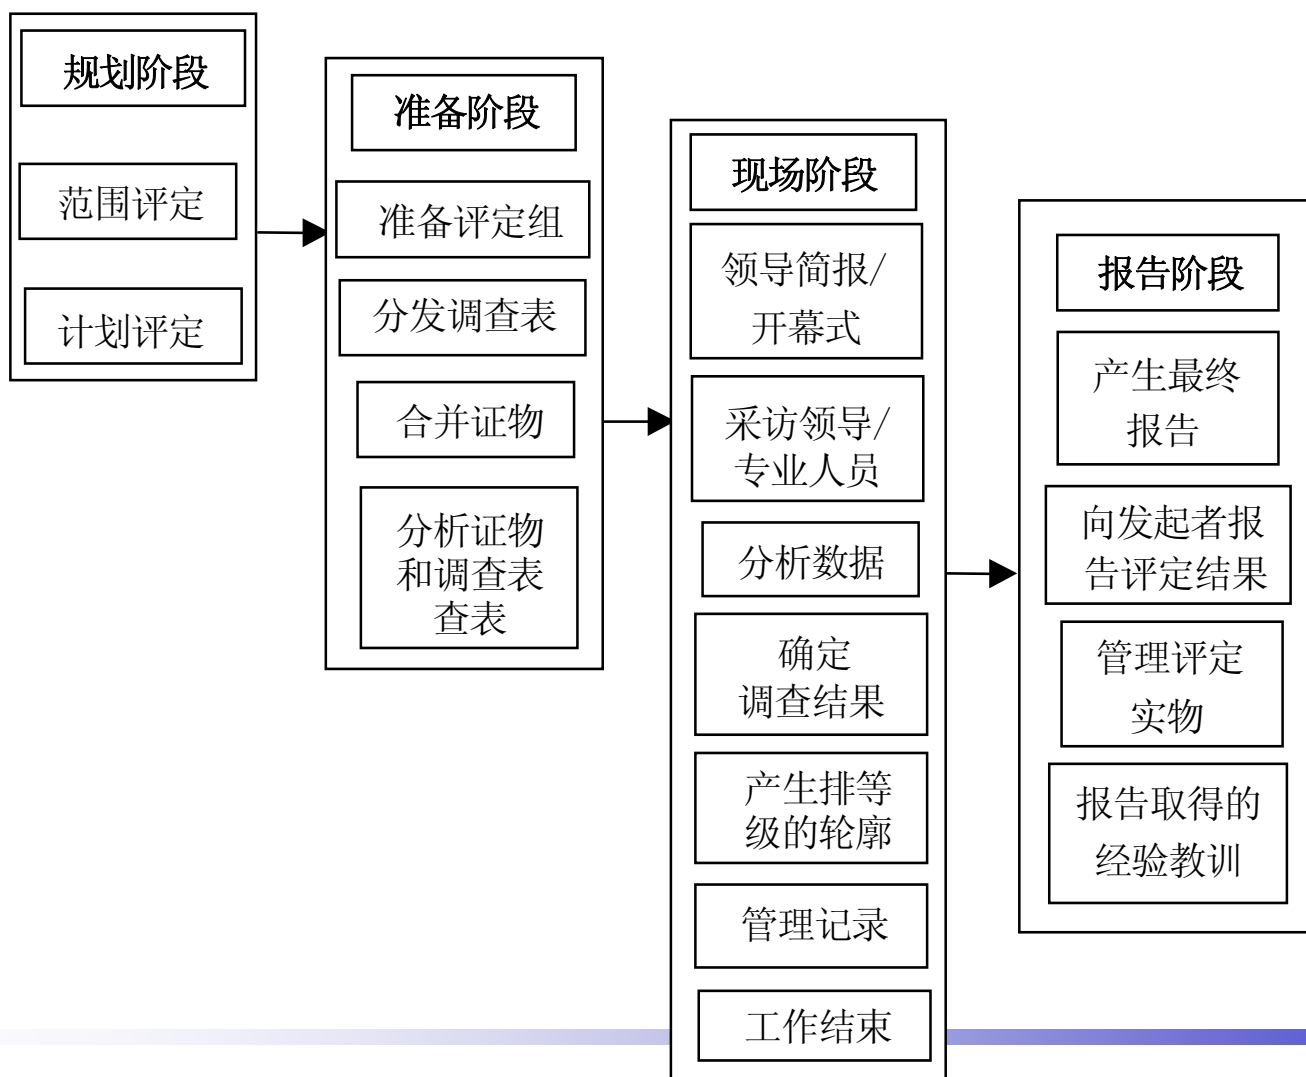 规划阶段
范围评定
计划评定
准备阶段
准备评定组
分发调查表
合并证物
分析证物
和调查表
查表
现场阶段
领导简报/
开幕式
采访领导/
专业人员
分析数据
确定
调查结果
产生排等
级的轮廓
管理记录
工作结束
报告阶段
产生最终
报告
向发起者报
告评定结果
管理评定
实物
报告取得的
经验教训